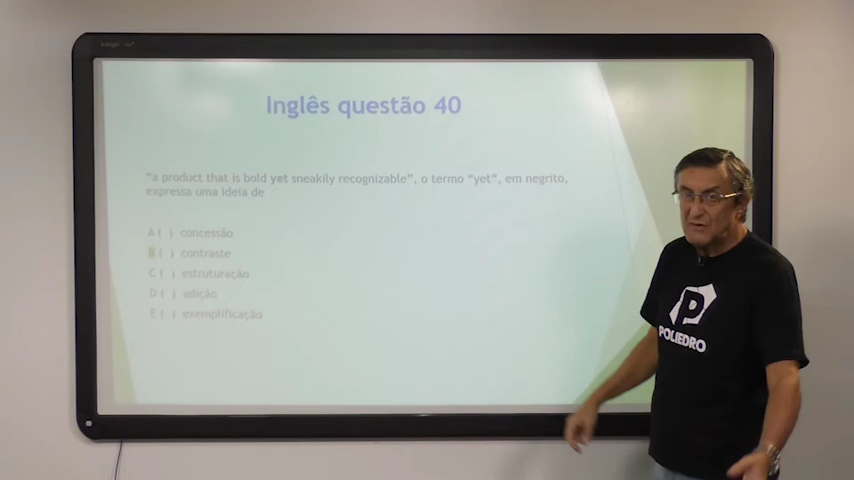 Inglês questão 40
"a product that is bold yet sneakily recognizable", o termo "yet", em negrito,
expressa uma ideia de
A ( ) concessão
B ( ) contraste
C ( ) estruturação
D ( ) adição
E ( ) exemplificação
P
POLIEDRO